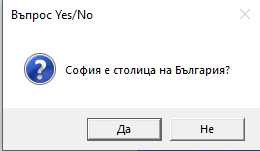 Въпрос Yes/No
София е столица на България?
Да
Не